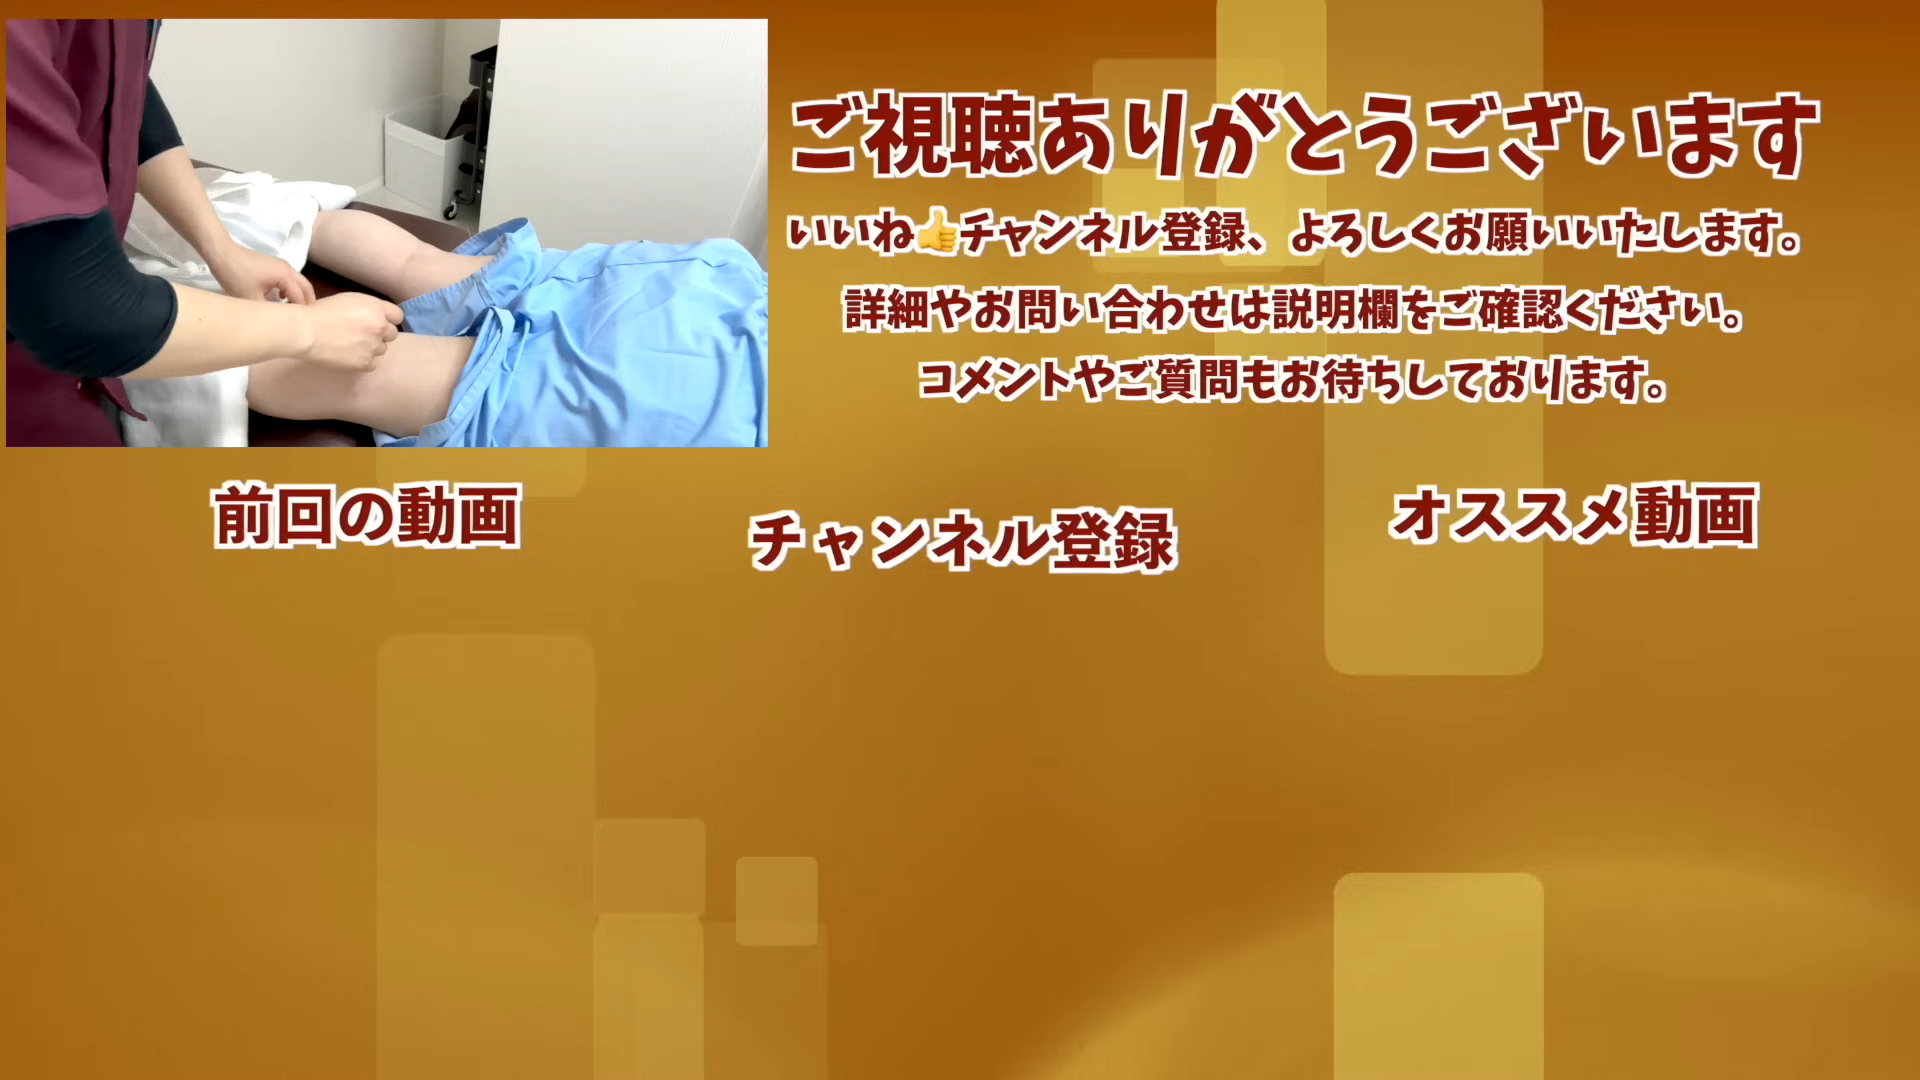 ご視聴ありがとうございます
いいね👍チャンネル登録、よろしくお願いいたします。
詳細やお問い合わせは説明欄をご確認ください。
コメントやご質問もお待ちしております。
前回の動画
チャンネル登録
オススメ動画